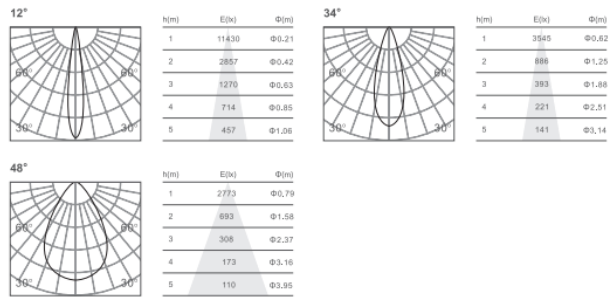 12°
60° 60°
30° 30°
h(m) E(lx) Φ(m)
1 11430 Φ0.21
2 2857 Φ0.42
3 1270 Φ0.63
4 714 Φ0.85
5 457 Φ1.06
34°
60° 60°
30° 30°
h(m) E(lx) Φ(m)
1 3545 Φ0.62
2 886 Φ1.25
3 393 Φ1.88
4 221 Φ2.51
5 141 Φ3.14
48°
60° 60°
30° 30°
h(m) E(lx) Φ(m)
1 2773 Φ0.79
2 693 Φ1.58
3 308 Φ2.37
4 173 Φ3.16
5 110 Φ3.95